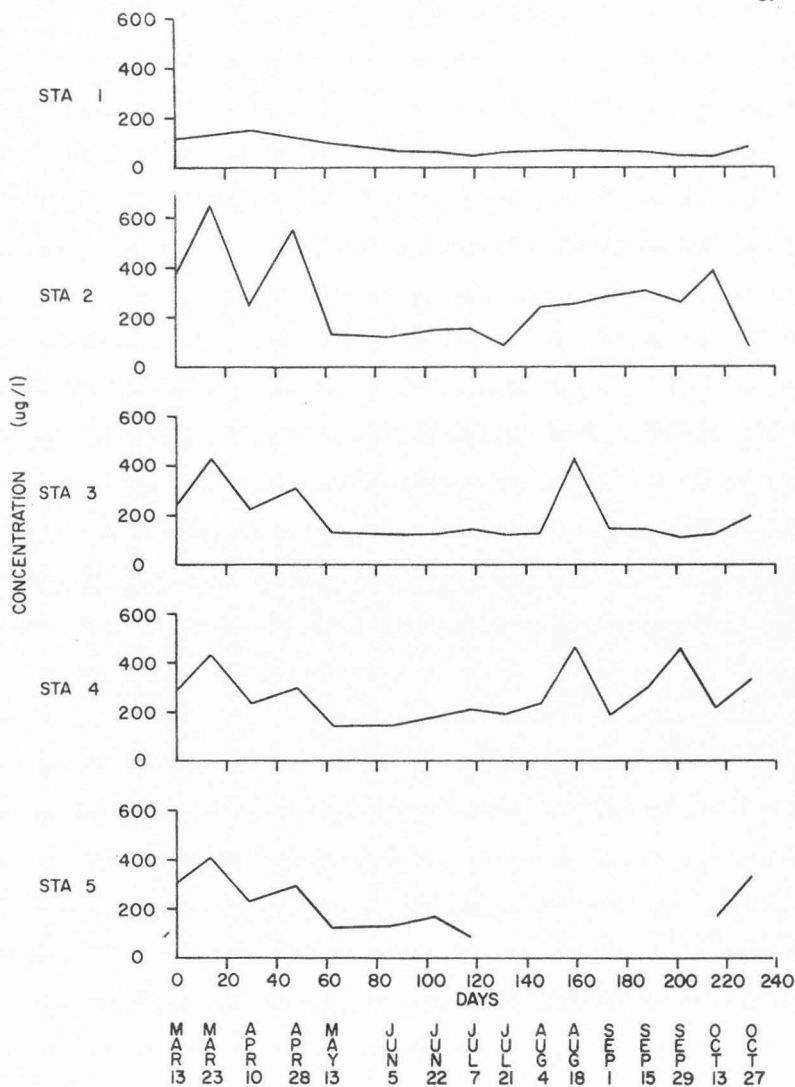 600
400
STA 1
200
0
600
400
STA 2
200
0
CONCENTRATION (ug/l)
600
400
STA 3
200
0
600
400
STA 4
200
0
600
400
STA 5
200
0
0 20 40 60 80 100 120 140 160 180 200 220 240
DAYS
MAR 13
MAR 23
APR 10
APR 28
MAY 13
JUN 5
JUN 22
JUL 7
JUL 21
AUG 4
AUG 18
SEP 1
SEP 15
SEP 29
OCT 13
OCT 27